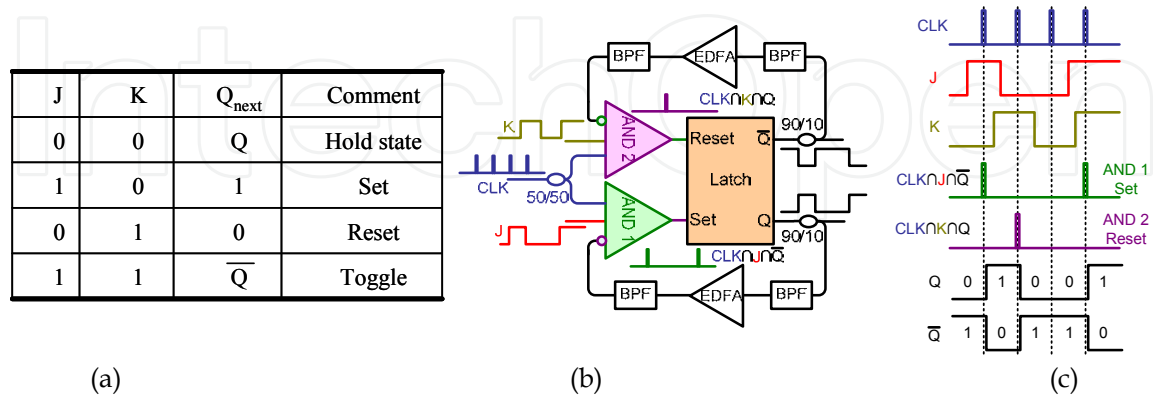 InTechOpen
J K Qnext Comment
0 0 Q Hold state
1 0 1 Set
0 1 0 Reset
1 1 Q̅ Toggle
(a)
BPF EDFA BPF
CLK∩K∩Q
K
AND 2
Reset Q̅ 90/10
CLK
50/50
Latch
J
AND 1
Set Q 90/10
CLK∩J∩Q̅
BPF EDFA BPF
(b)
CLK
J
K
CLK∩J∩Q̅ AND 1
Set
CLK∩K∩Q AND 2
Reset
Q 0 1 0 0 1
Q̅ 1 0 1 1 0
(c)